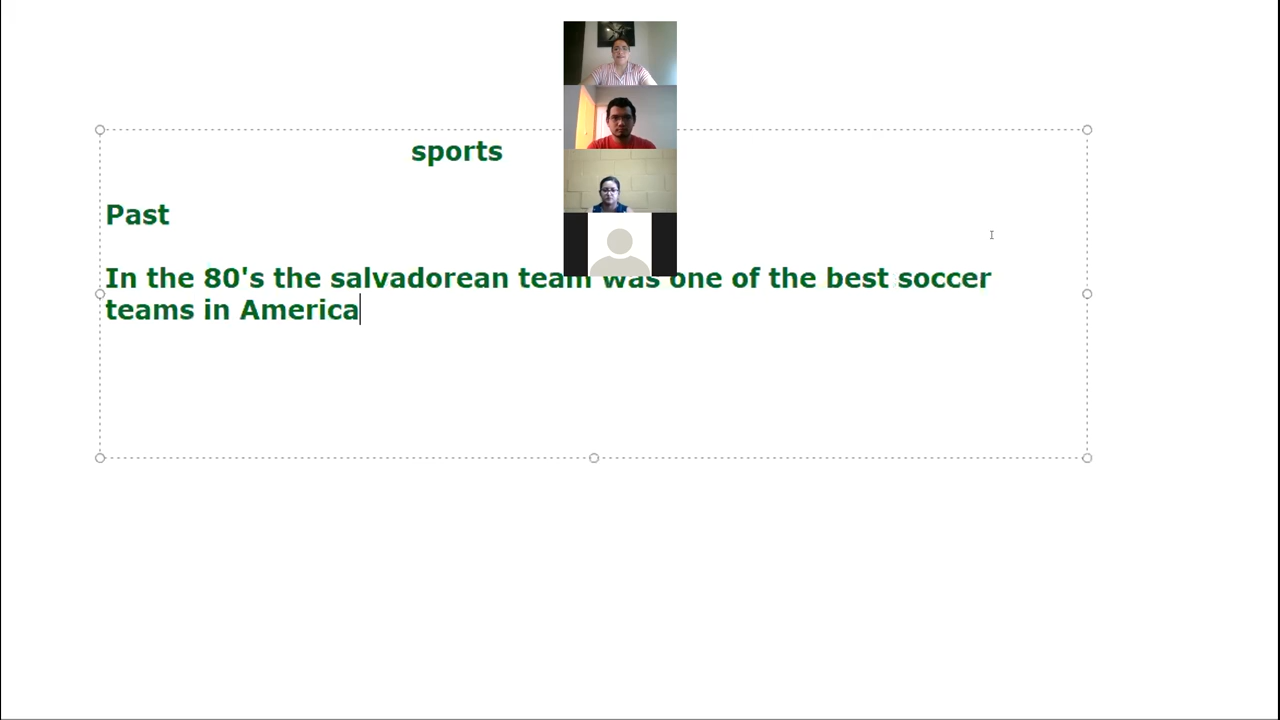 sports
Past
In the 80's the salvadorean team was one of the best soccer
teams in America